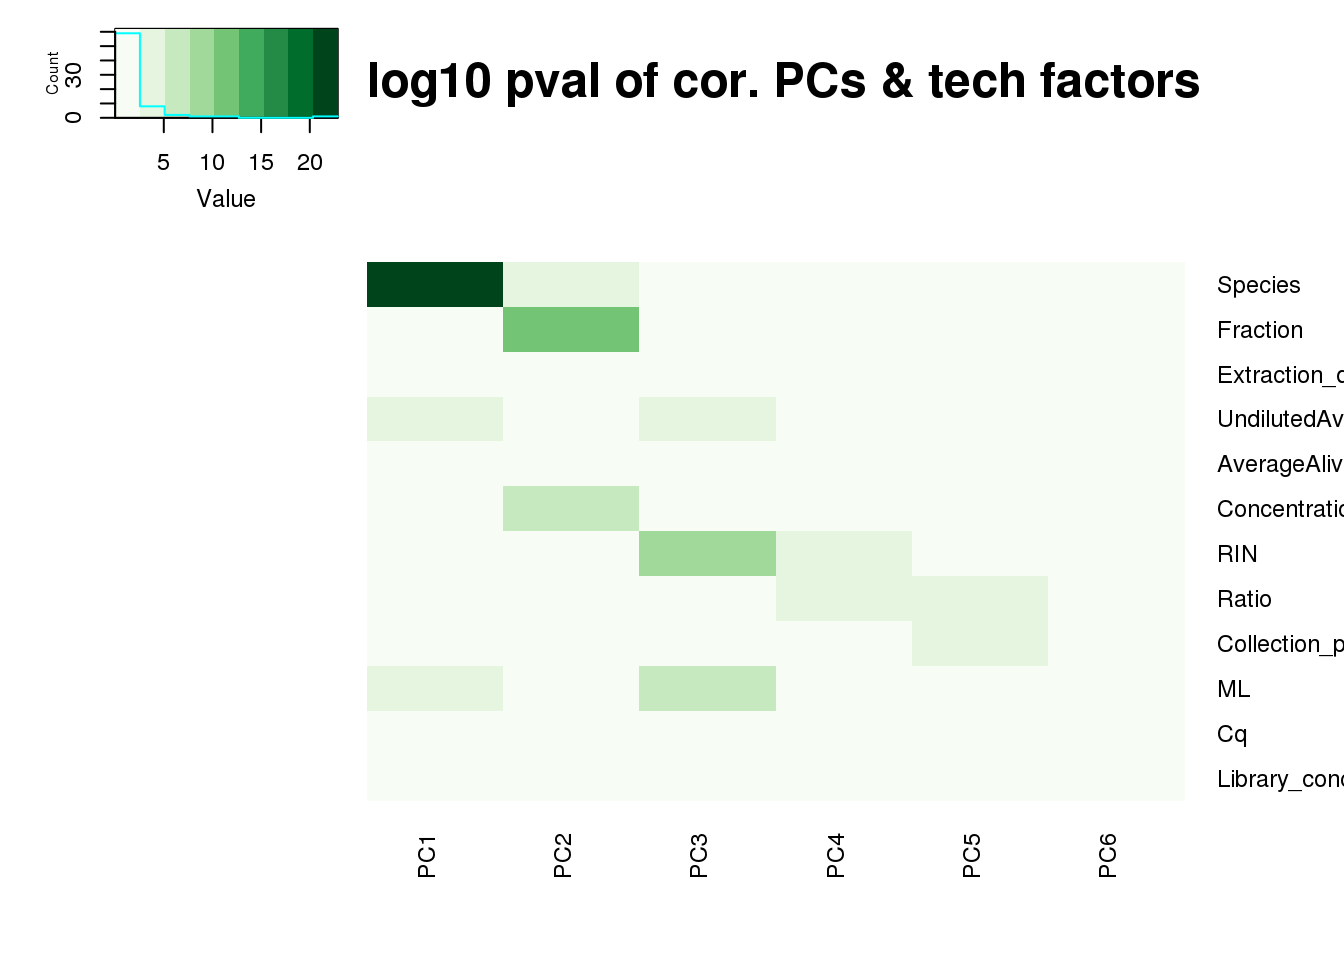 log10 pval of cor. PCs & tech factors
Count
0 30
5 10 15 20
Value
Species
Fraction
Extraction_
UndilutedAv
AverageAliv
Concentratio
RIN
Ratio
Collection_p
ML
Cq
Library_conc
PC1 PC2 PC3 PC4 PC5 PC6